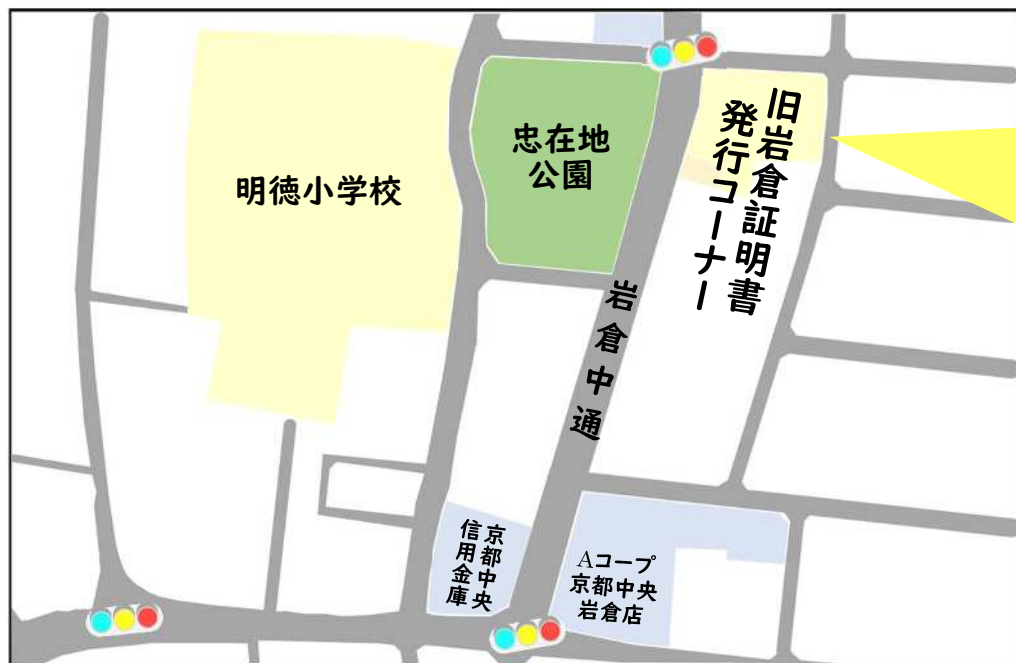 忠在地
公園
明徳小学校
旧岩倉証明書
発行コーナー
岩倉中通
京都中央
信用金庫
Aコープ
京都中央
岩倉店